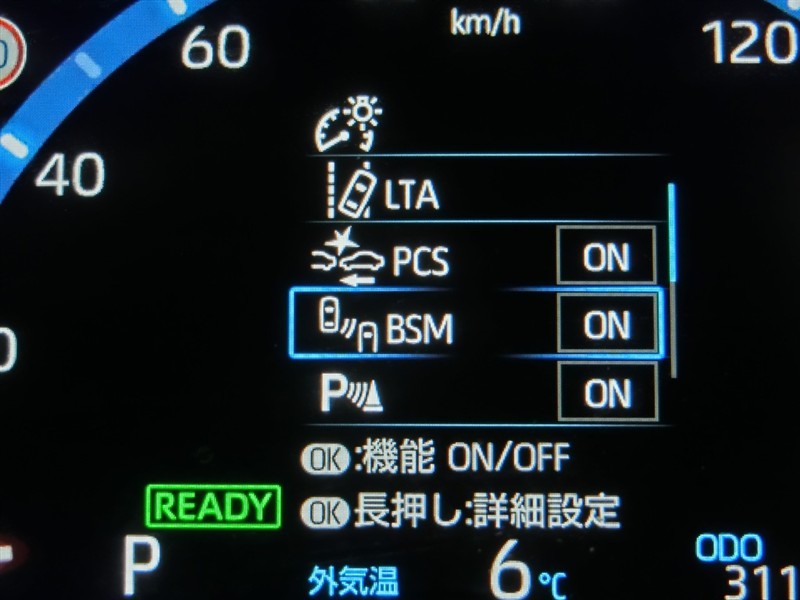 km/h
60
120
40
LTA
PCS ON
BSM ON
P ON
OK:機能 ON/OFF
READY
OK長押し:詳細設定
P
外気温 6℃
ODO
311